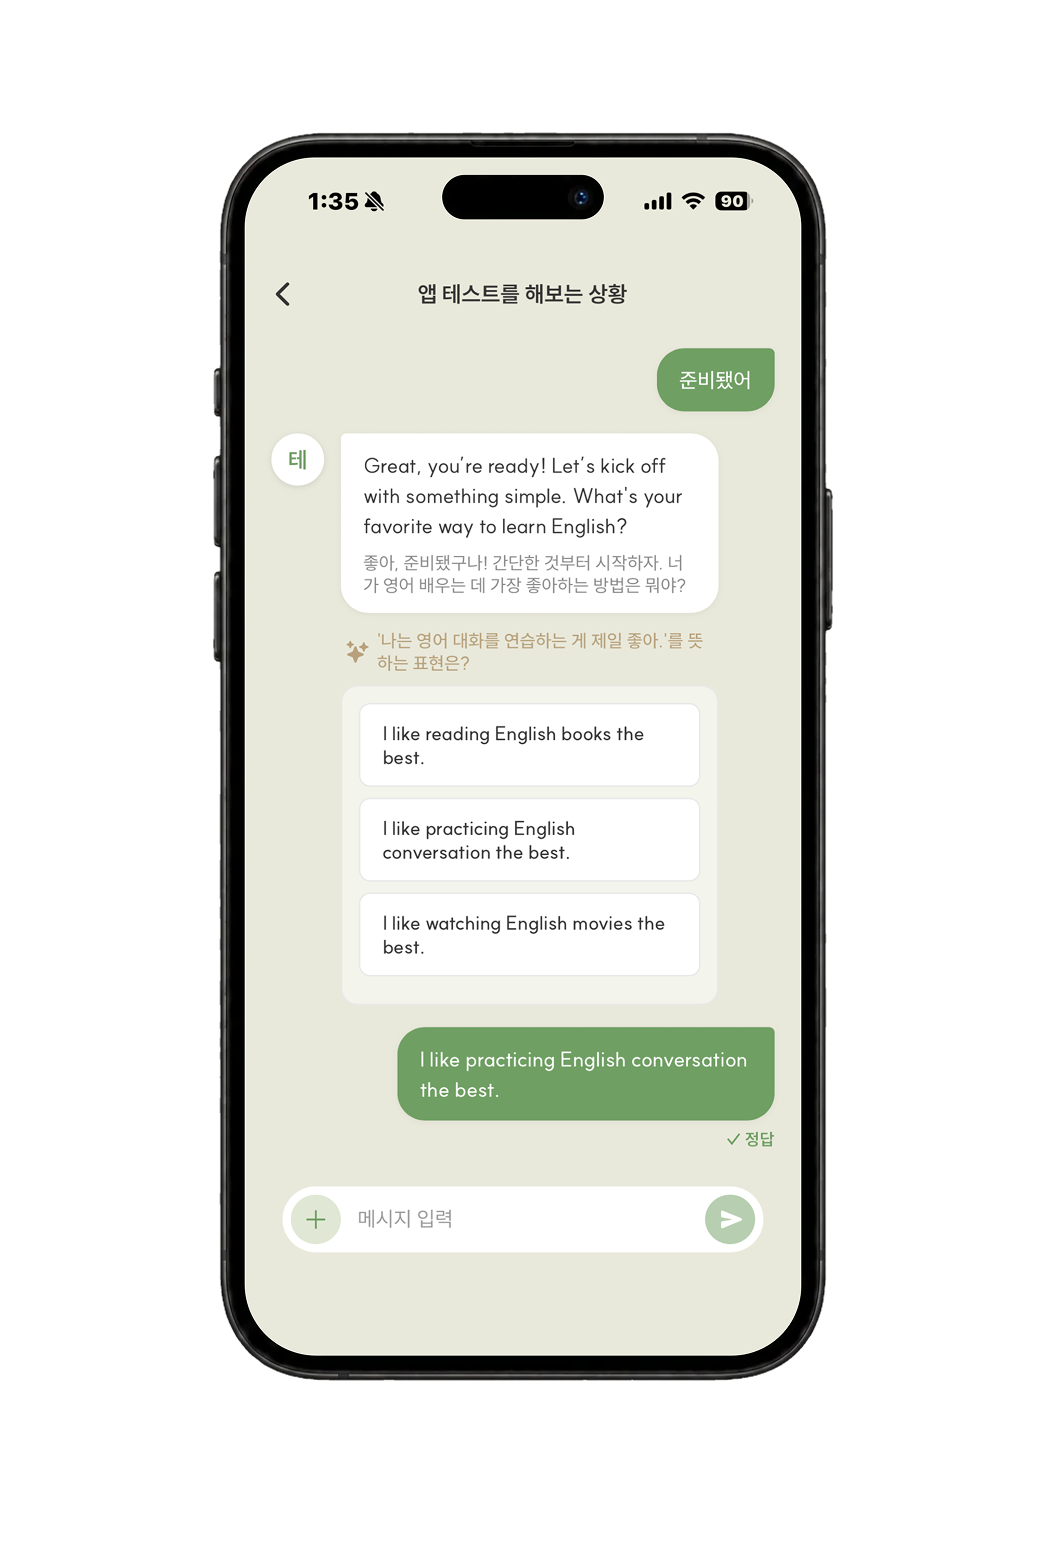 1:35
90
앱 테스트를 해보는 상황
준비됐어
테
Great, you're ready! Let's kick off
with something simple. What's your
favorite way to learn English?
좋아, 준비됐구나! 간단한 것부터 시작하자. 너
가 영어 배우는 데 가장 좋아하는 방법은 뭐야?
'나는 영어 대화를 연습하는 게 제일 좋아.'를 뜻
하는 표현은?
I like reading English books the
best.
I like practicing English
conversation the best.
I like watching English movies the
best.
I like practicing English conversation
the best.
✓ 정답
메시지 입력